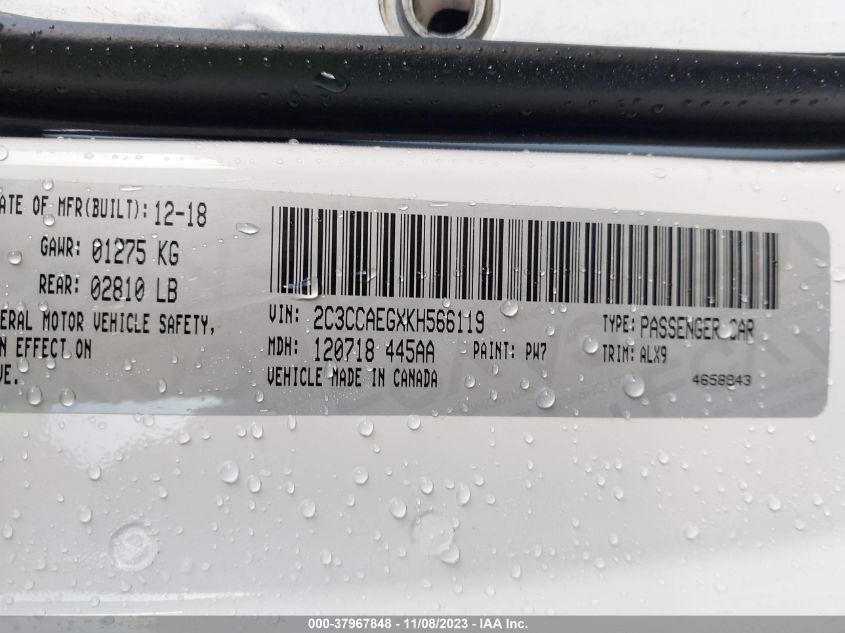 ATE OF MFR(BUILT): 12-18
GAWR: 01275 KG
REAR: 02810 LB
ERAL MOTOR VEHICLE SAFETY,
N EFFECT ON
VE.
VIN: 2C3CCAEGXKH566119
TYPE: PASSENGER CAR
MDH: 120718 445AA
PAINT: PW7
TRIM: ALX9
VEHICLE MADE IN CANADA
4658843
000-37967848 - 11/08/2023 - IAA Inc.